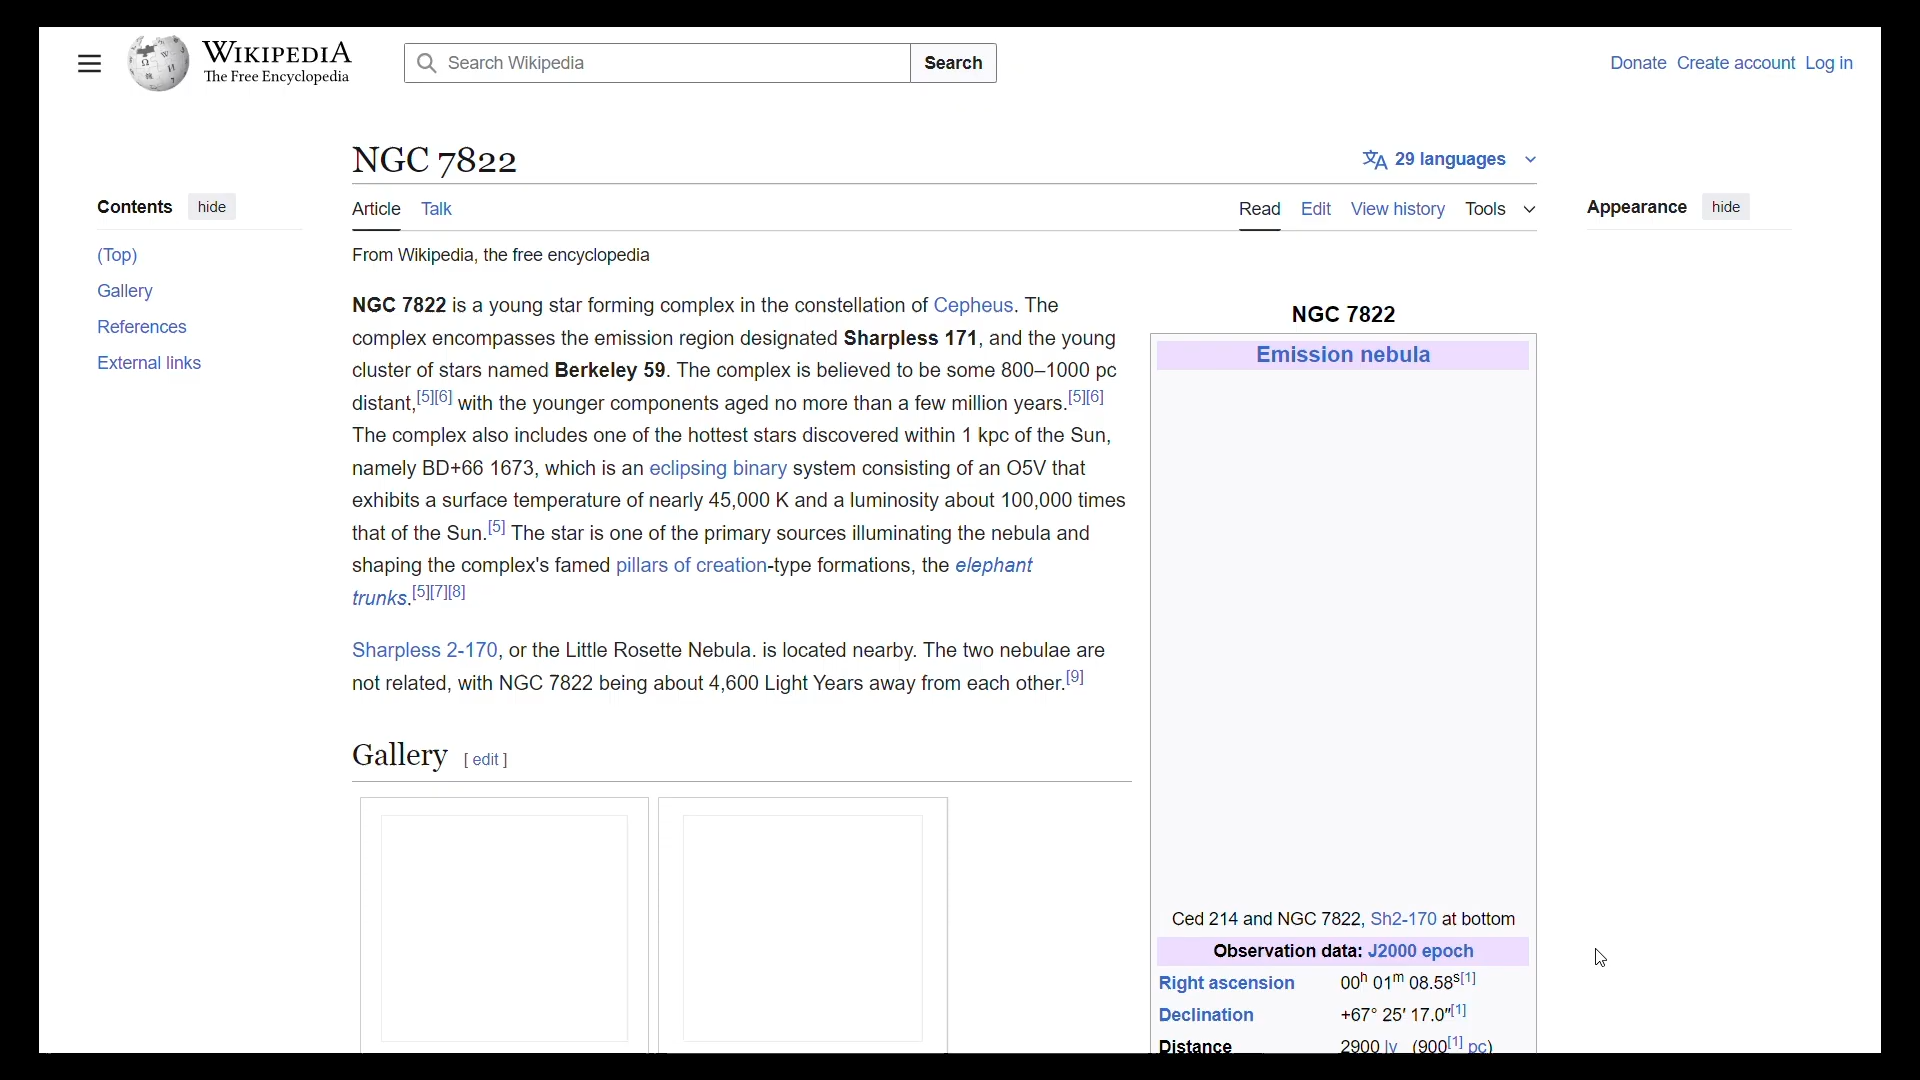 WIKIPEDIA
The Free Encyclopedia
Search Wikipedia
Search
Donate Create account Log in
NGC 7822
29 languages
Contents hide
Article Talk
Read Edit View history Tools
Appearance hide
(Top)
Gallery
References
External links
From Wikipedia, the free encyclopedia
NGC 7822 is a young star forming complex in the constellation of Cepheus. The
complex encompasses the emission region designated Sharpless 171, and the young
cluster of stars named Berkeley 59. The complex is believed to be some 800–1000 pc
distant,[5][6] with the younger components aged no more than a few million years.[5][6]
The complex also includes one of the hottest stars discovered within 1 kpc of the Sun,
namely BD+66 1673, which is an eclipsing binary system consisting of an O5V that
exhibits a surface temperature of nearly 45,000 K and a luminosity about 100,000 times
that of the Sun.[5] The star is one of the primary sources illuminating the nebula and
shaping the complex's famed pillars of creation-type formations, the elephant
trunks.[5][7][8]
Sharpless 2-170, or the Little Rosette Nebula. is located nearby. The two nebulae are
not related, with NGC 7822 being about 4,600 Light Years away from each other.[9]
Gallery [ edit ]
NGC 7822
Emission nebula
Ced 214 and NGC 7822, Sh2-170 at bottom
Observation data: J2000 epoch
Right ascension 00h 01m 08.58s[1]
Declination +67° 25′ 17.0″[1]
Distance 2900 ly (900[1] pc)